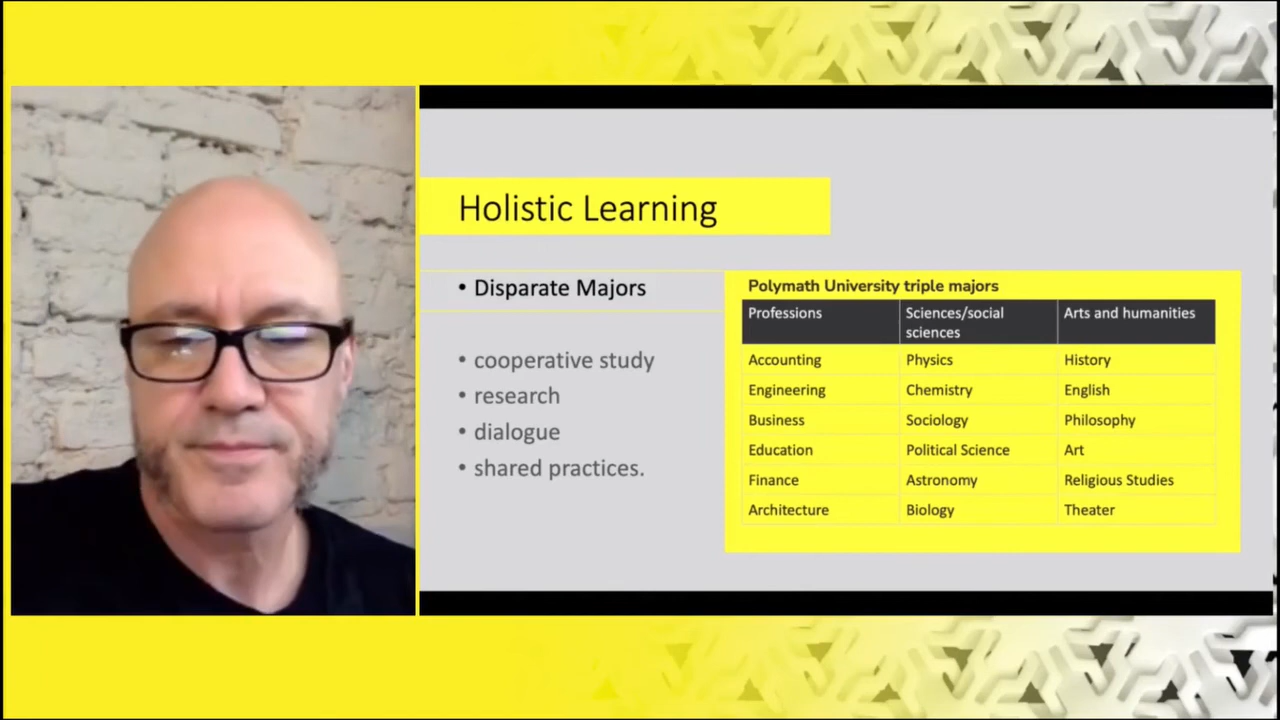 Holistic Learning
• Disparate Majors
• cooperative study
• research
• dialogue
• shared practices.
Polymath University triple majors
Professions Sciences/social sciences Arts and humanities
Accounting Physics History
Engineering Chemistry English
Business Sociology Philosophy
Education Political Science Art
Finance Astronomy Religious Studies
Architecture Biology Theater